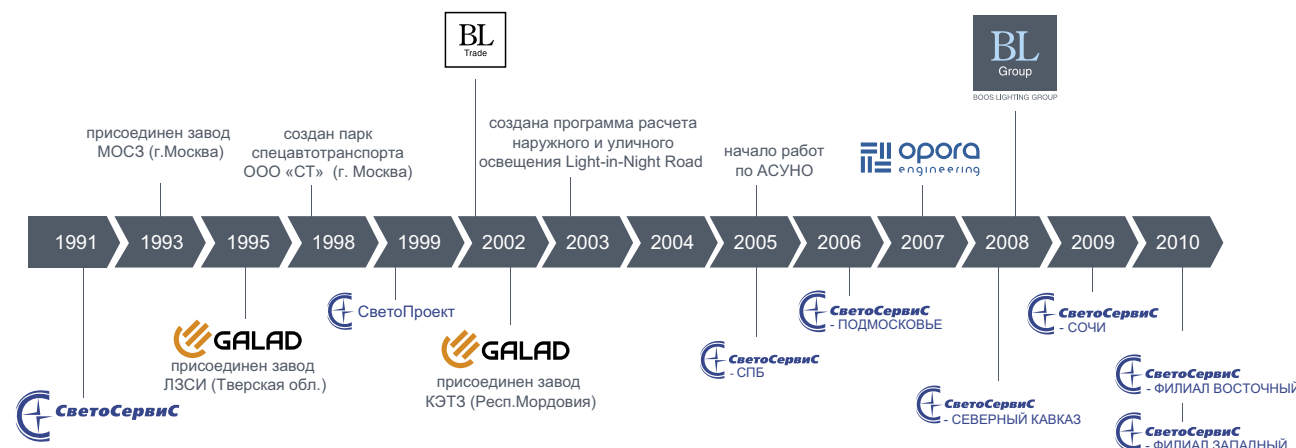 BL
Trade
BL
Group
BOOS LIGHTING GROUP
присоединен завод
МОСЗ (г.Москва)
создан парк
спецавтотранспорта
ООО «СТ» (г. Москва)
создана программа расчета
наружного и уличного
освещения Light-in-Night Road
начало работ
по АСУНО
opora
engineering
1991
1993
1995
1998
1999
2002
2003
2004
2005
2006
2007
2008
2009
2010
СветоСервиС
GALAD
присоединен завод
ЛЗСИ (Тверская обл.)
СветоПроект
GALAD
присоединен завод
КЭТЗ (Респ.Мордовия)
СветоСервиС
- СПБ
СветоСервиС
- ПОДМОСКОВЬЕ
СветоСервиС
- СЕВЕРНЫЙ КАВКАЗ
СветоСервиС
- СОЧИ
СветоСервиС
- ФИЛИАЛ ВОСТОЧНЫЙ
СветоСервиС
- ФИЛИАЛ ЗАПАДНЫЙ